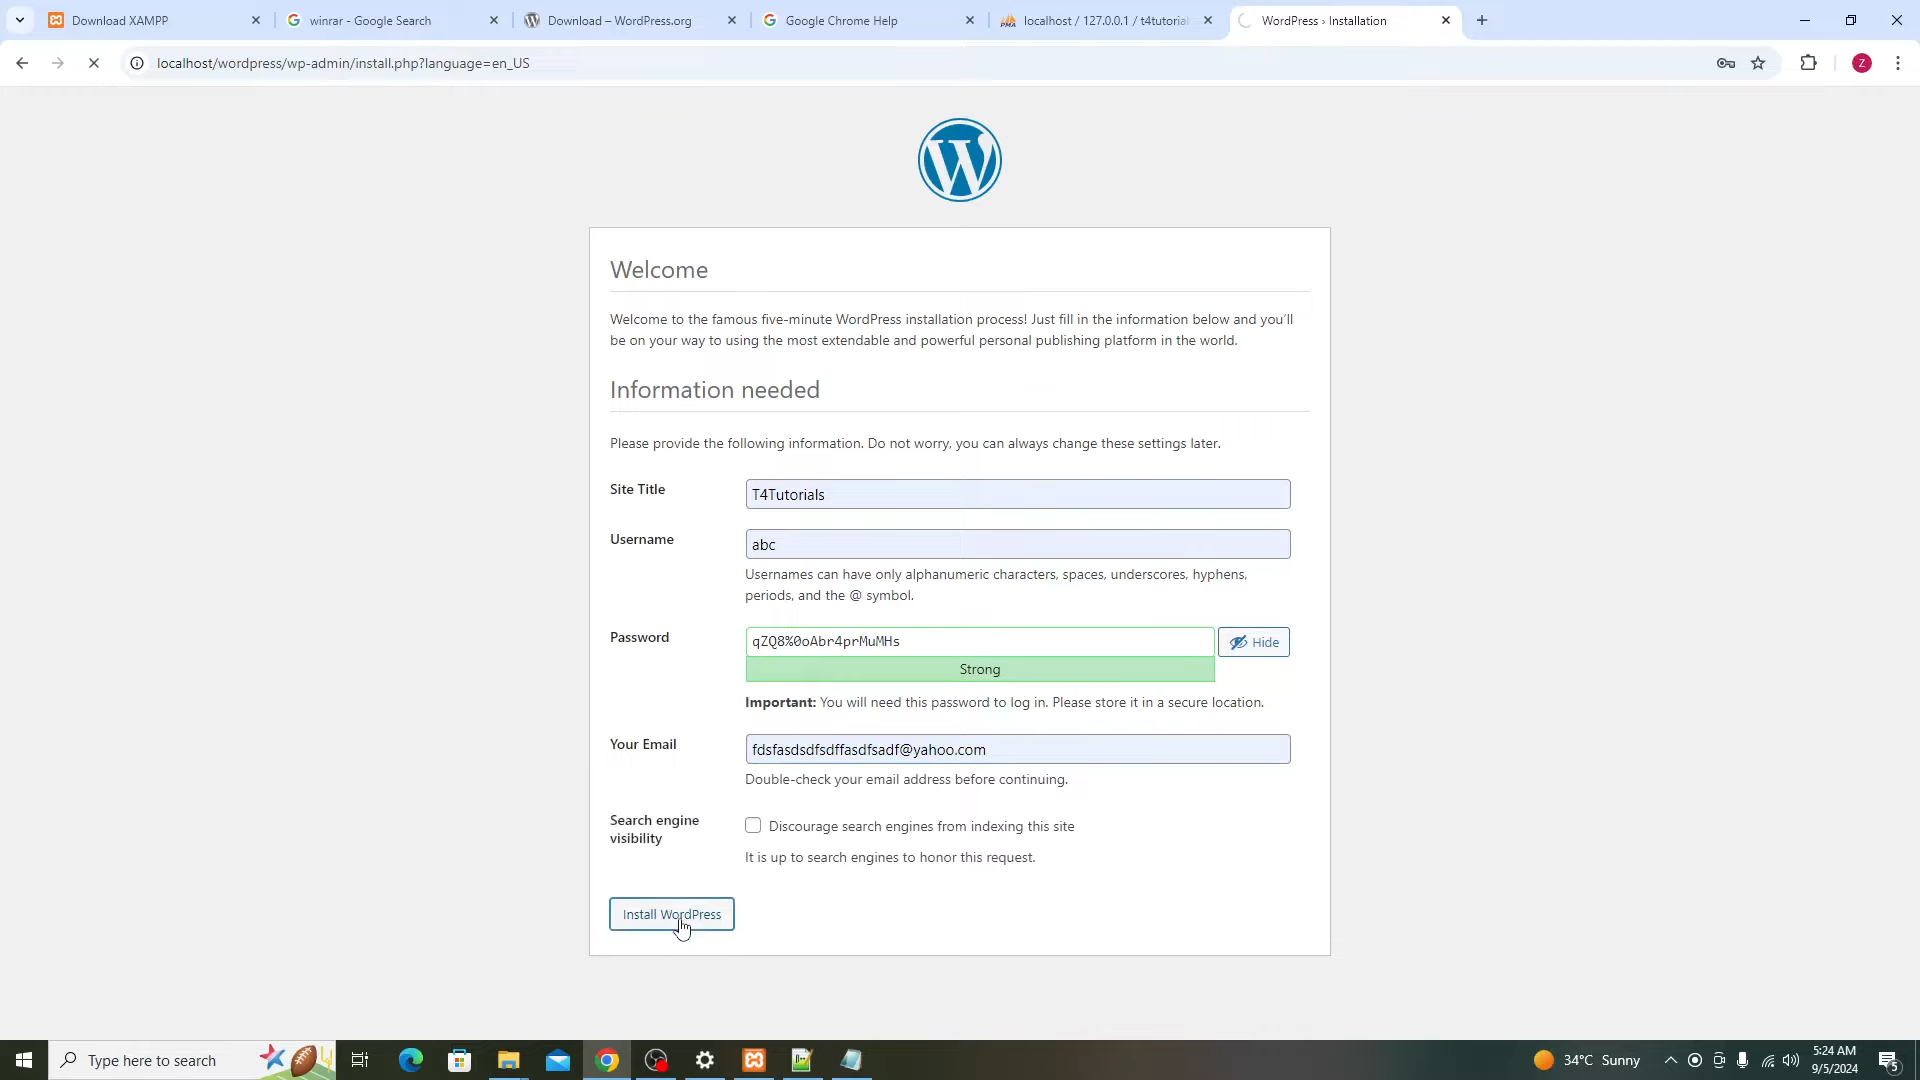 Download XAMPP
winrar - Google Search
Download – WordPress.org
Google Chrome Help
localhost / 127.0.0.1 / t4tutorial
WordPress › Installation
localhost/wordpress/wp-admin/install.php?language=en_US
Z
Welcome
Welcome to the famous five-minute WordPress installation process! Just fill in the information below and you’ll
be on your way to using the most extendable and powerful personal publishing platform in the world.
Information needed
Please provide the following information. Do not worry, you can always change these settings later.
Site Title
T4Tutorials
Username
abc
Usernames can have only alphanumeric characters, spaces, underscores, hyphens,
periods, and the @ symbol.
Password
qZQ8%0oAbr4prMuMHs
Hide
Strong
Important: You will need this password to log in. Please store it in a secure location.
Your Email
fdsfasdsdfsdffasdfsadf@yahoo.com
Double-check your email address before continuing.
Search engine
visibility
Discourage search engines from indexing this site
It is up to search engines to honor this request.
Install WordPress
Type here to search
34°C Sunny
5:24 AM
9/5/2024
5